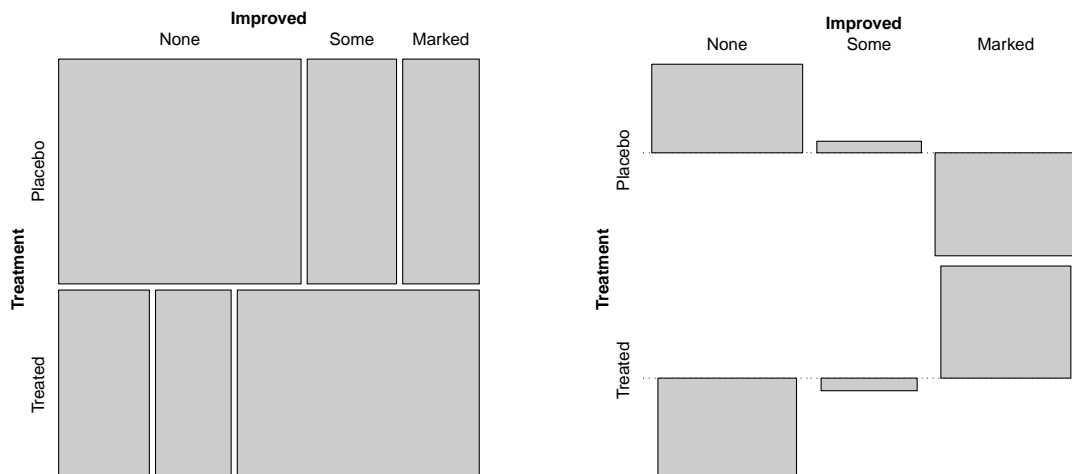 Improved
None Some Marked
Treatment
Placebo
Treated
Improved
None Some Marked
Treatment
Placebo
Treated